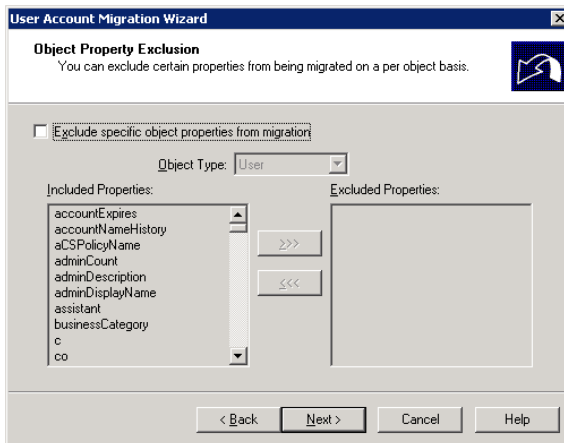 User Account Migration Wizard
Object Property Exclusion
You can exclude certain properties from being migrated on a per object basis.
Exclude specific object properties from migration
Object Type: User
Included Properties:
Excluded Properties:
accountExpires
accountNameHistory
aCSPolicyName
adminCount
adminDescription
adminDisplayName
assistant
businessCategory
c
co
>>>
<<<
< Back
Next >
Cancel
Help